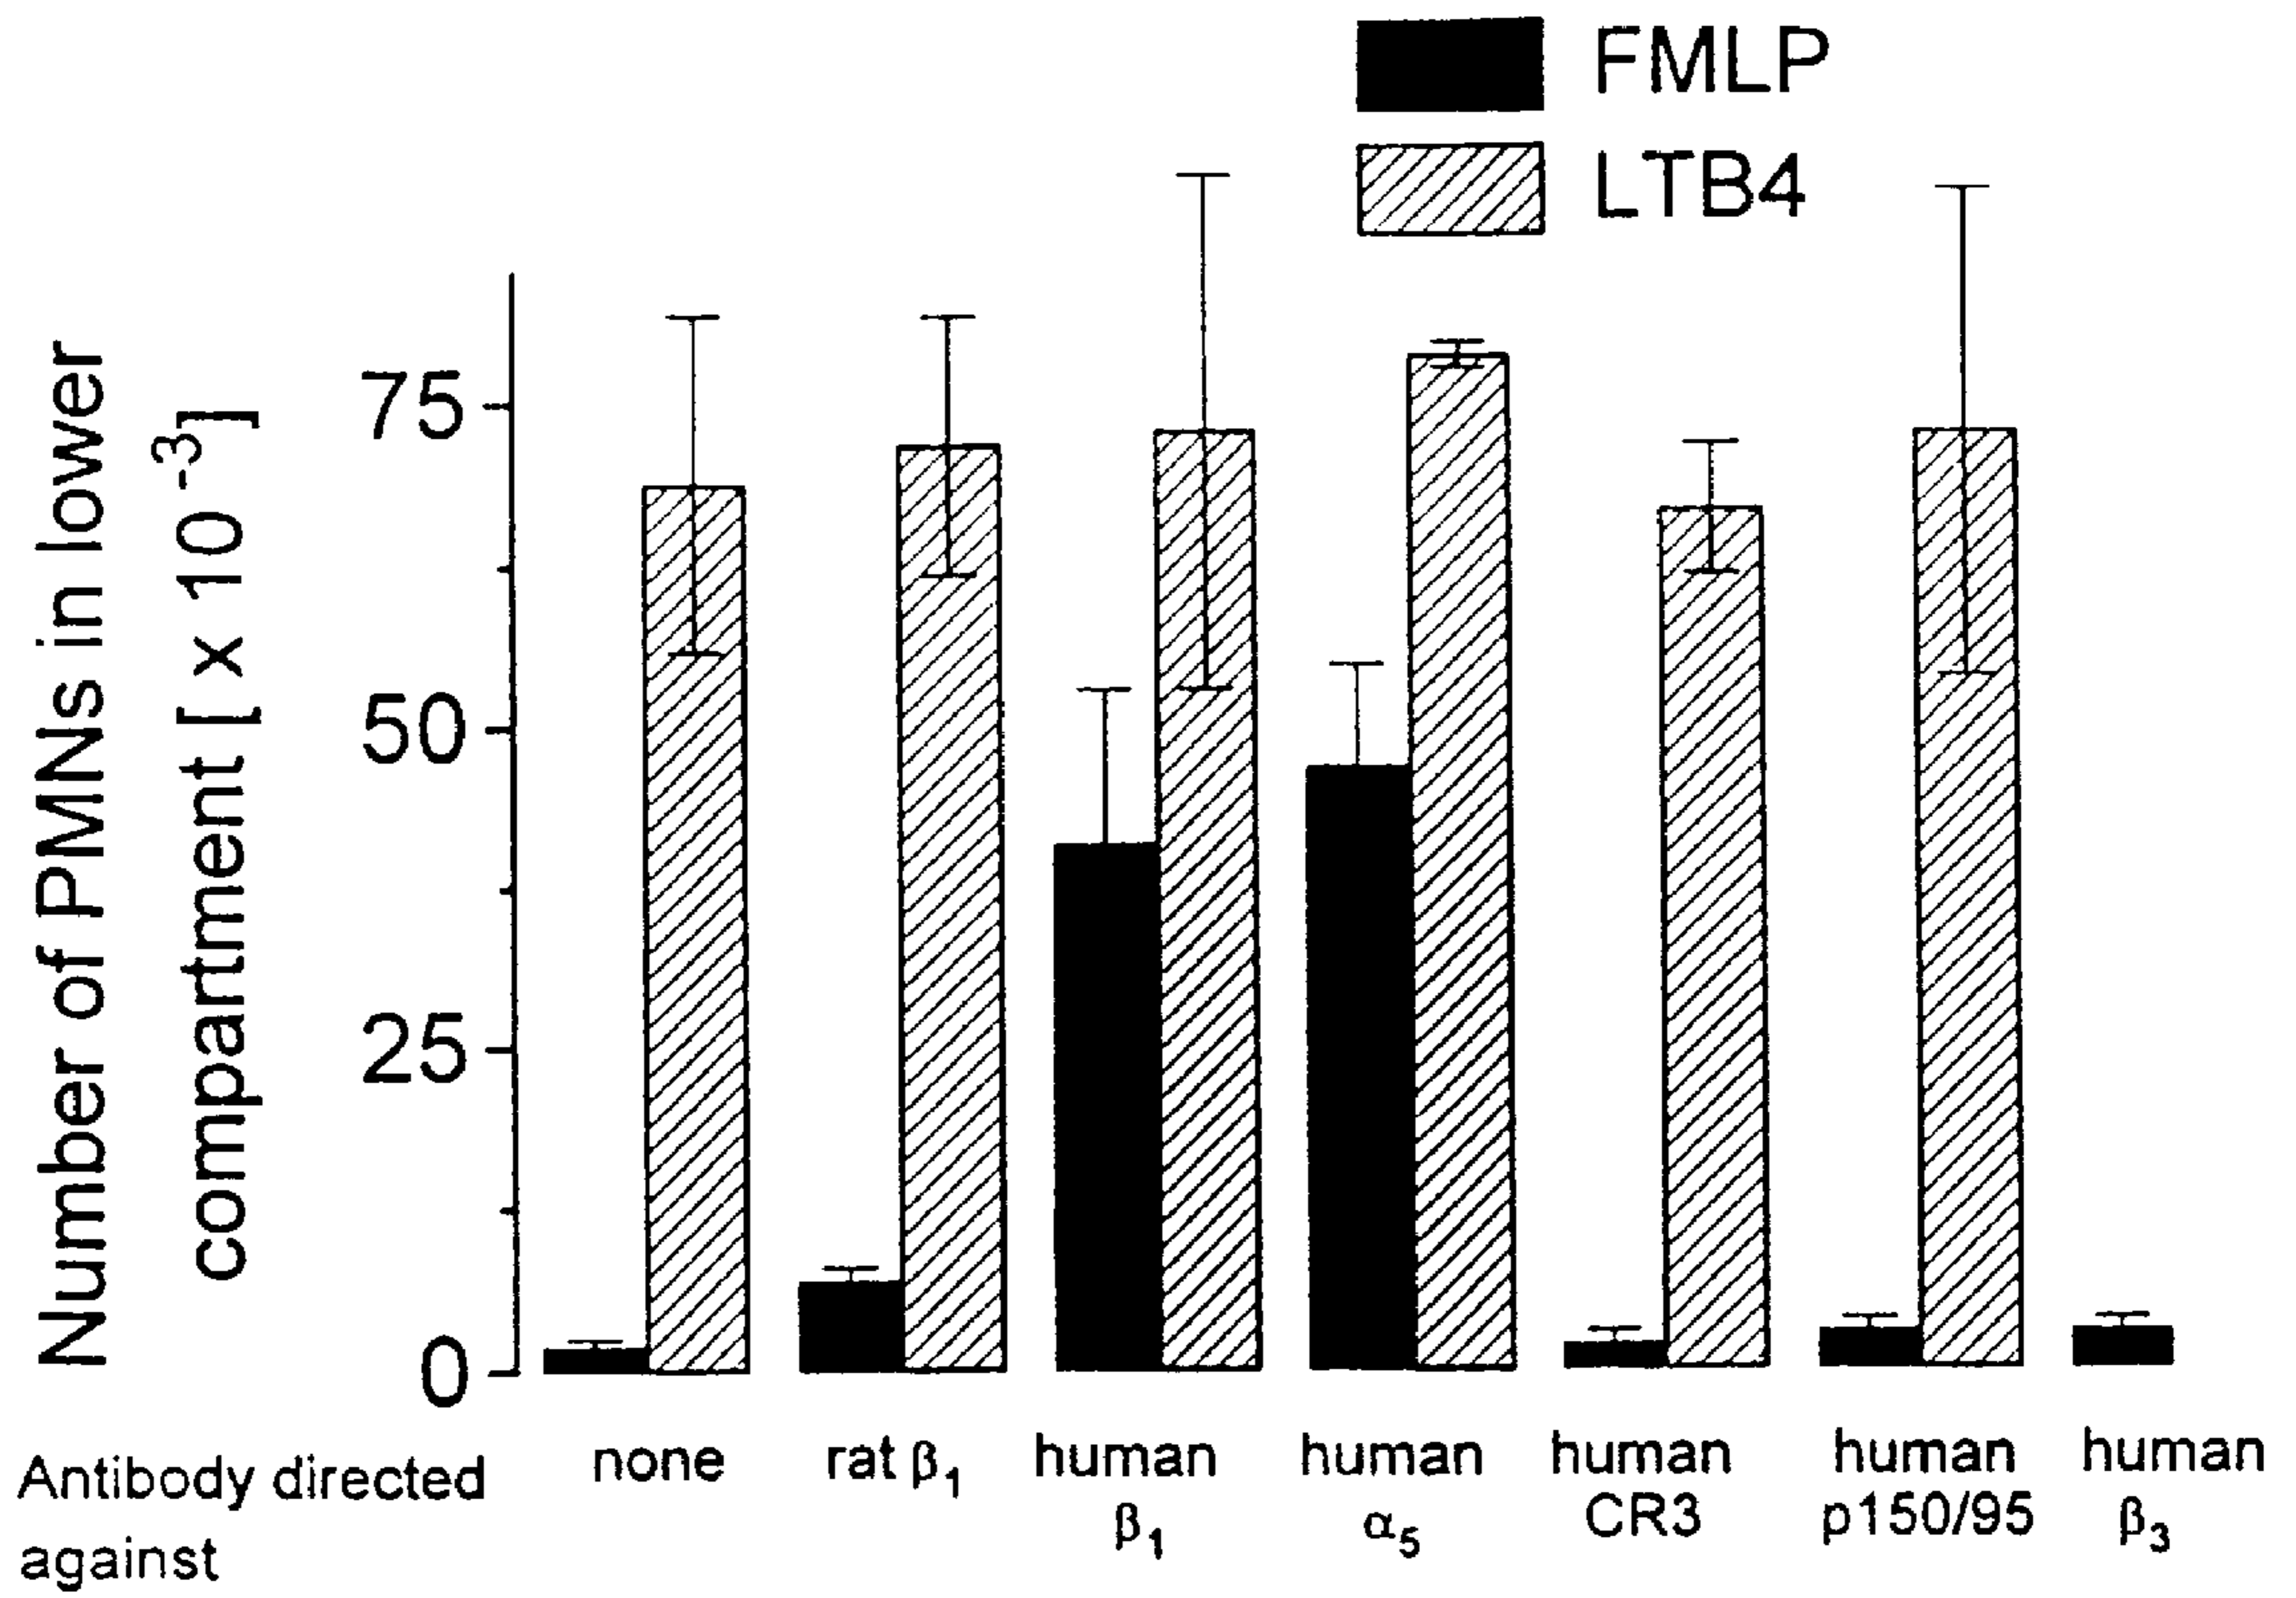 FMLP
LTB4
Number of PMNs in lower
compartment [ x 10⁻³]
75
50
25
0
Antibody directed
against
none
rat β₁
human
β₁
human
α₅
human
CR3
human
p150/95
human
β₃